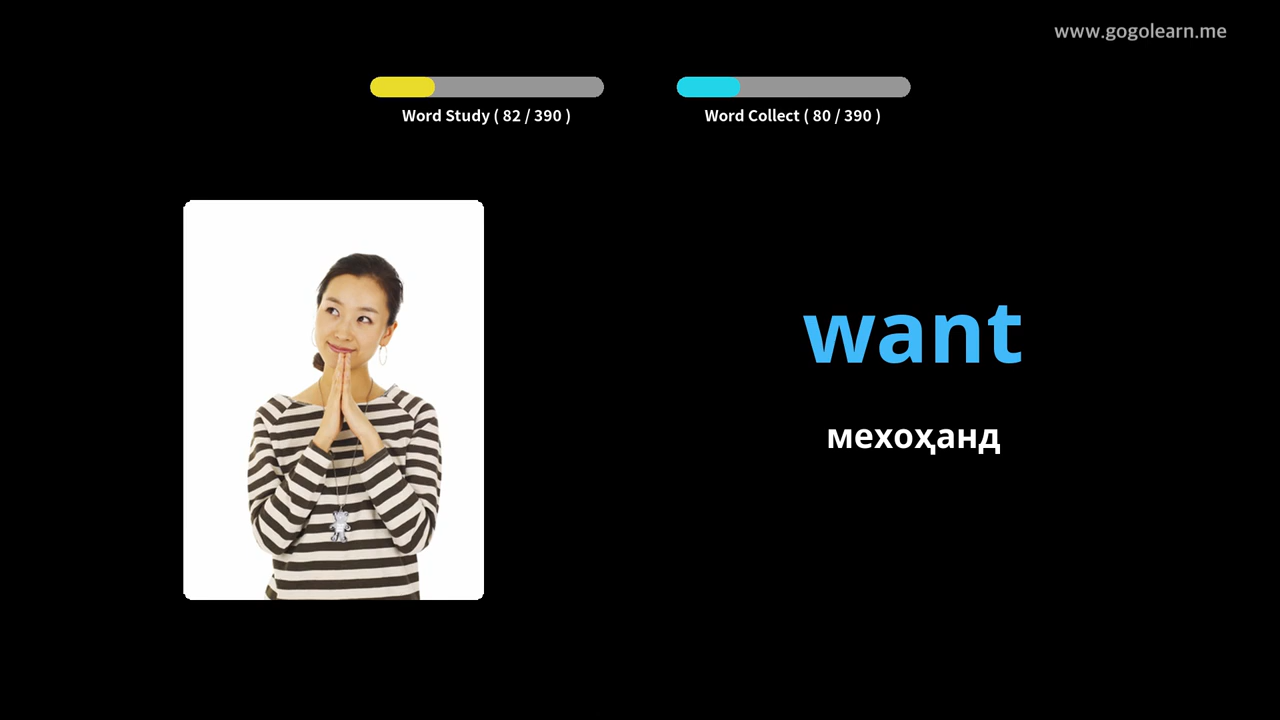 www.gogolearn.me
Word Study ( 82 / 390 )
Word Collect ( 80 / 390 )
want
мехоҳанд